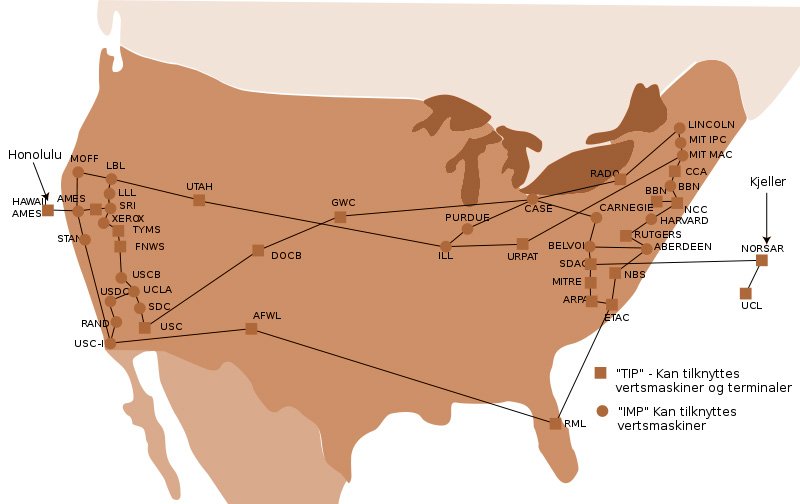 LINCOLN
MIT IPC
Honolulu
MOFF
LBL
MIT MAC
RADC
CCA
Kjeller
UTAH
LLL
BBN
BBN
HAWAII
AMES
AMES
SRI
GWC
CASE
CARNEGIE
NCC
XEROX
PURDUE
HARVARD
TYMS
STAN
RUTGERS
FNWS
BELVOI
ABERDEEN
NORSAR
DOCB
ILL
URPAT
SDAC
USCB
NBS
MITRE
USDC
UCLA
ARPA
SDC
UCL
RAND
USC
AFWL
ETAC
USC-I
"TIP" - Kan tilknyttes
vertsmaskiner og terminaler
"IMP" Kan tilknyttes
vertsmaskiner
RML